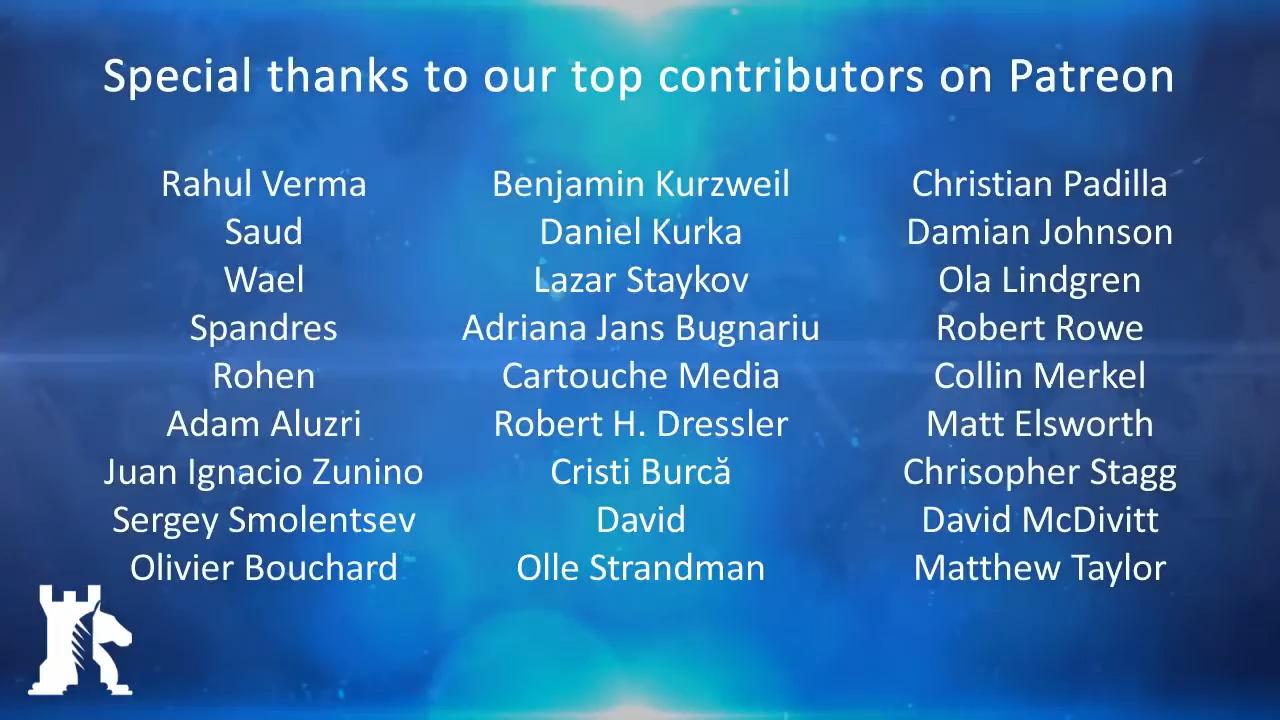 Special thanks to our top contributors on Patreon
Rahul Verma
Saud
Wael
Spandres
Rohen
Adam Aluzri
Juan Ignacio Zunino
Sergey Smolentsev
Olivier Bouchard
Benjamin Kurzweil
Daniel Kurka
Lazar Staykov
Adriana Jans Bugnariu
Cartouche Media
Robert H. Dressler
Cristi Burcă
David
Olle Strandman
Christian Padilla
Damian Johnson
Ola Lindgren
Robert Rowe
Collin Merkel
Matt Elsworth
Chrisopher Stagg
David McDivitt
Matthew Taylor